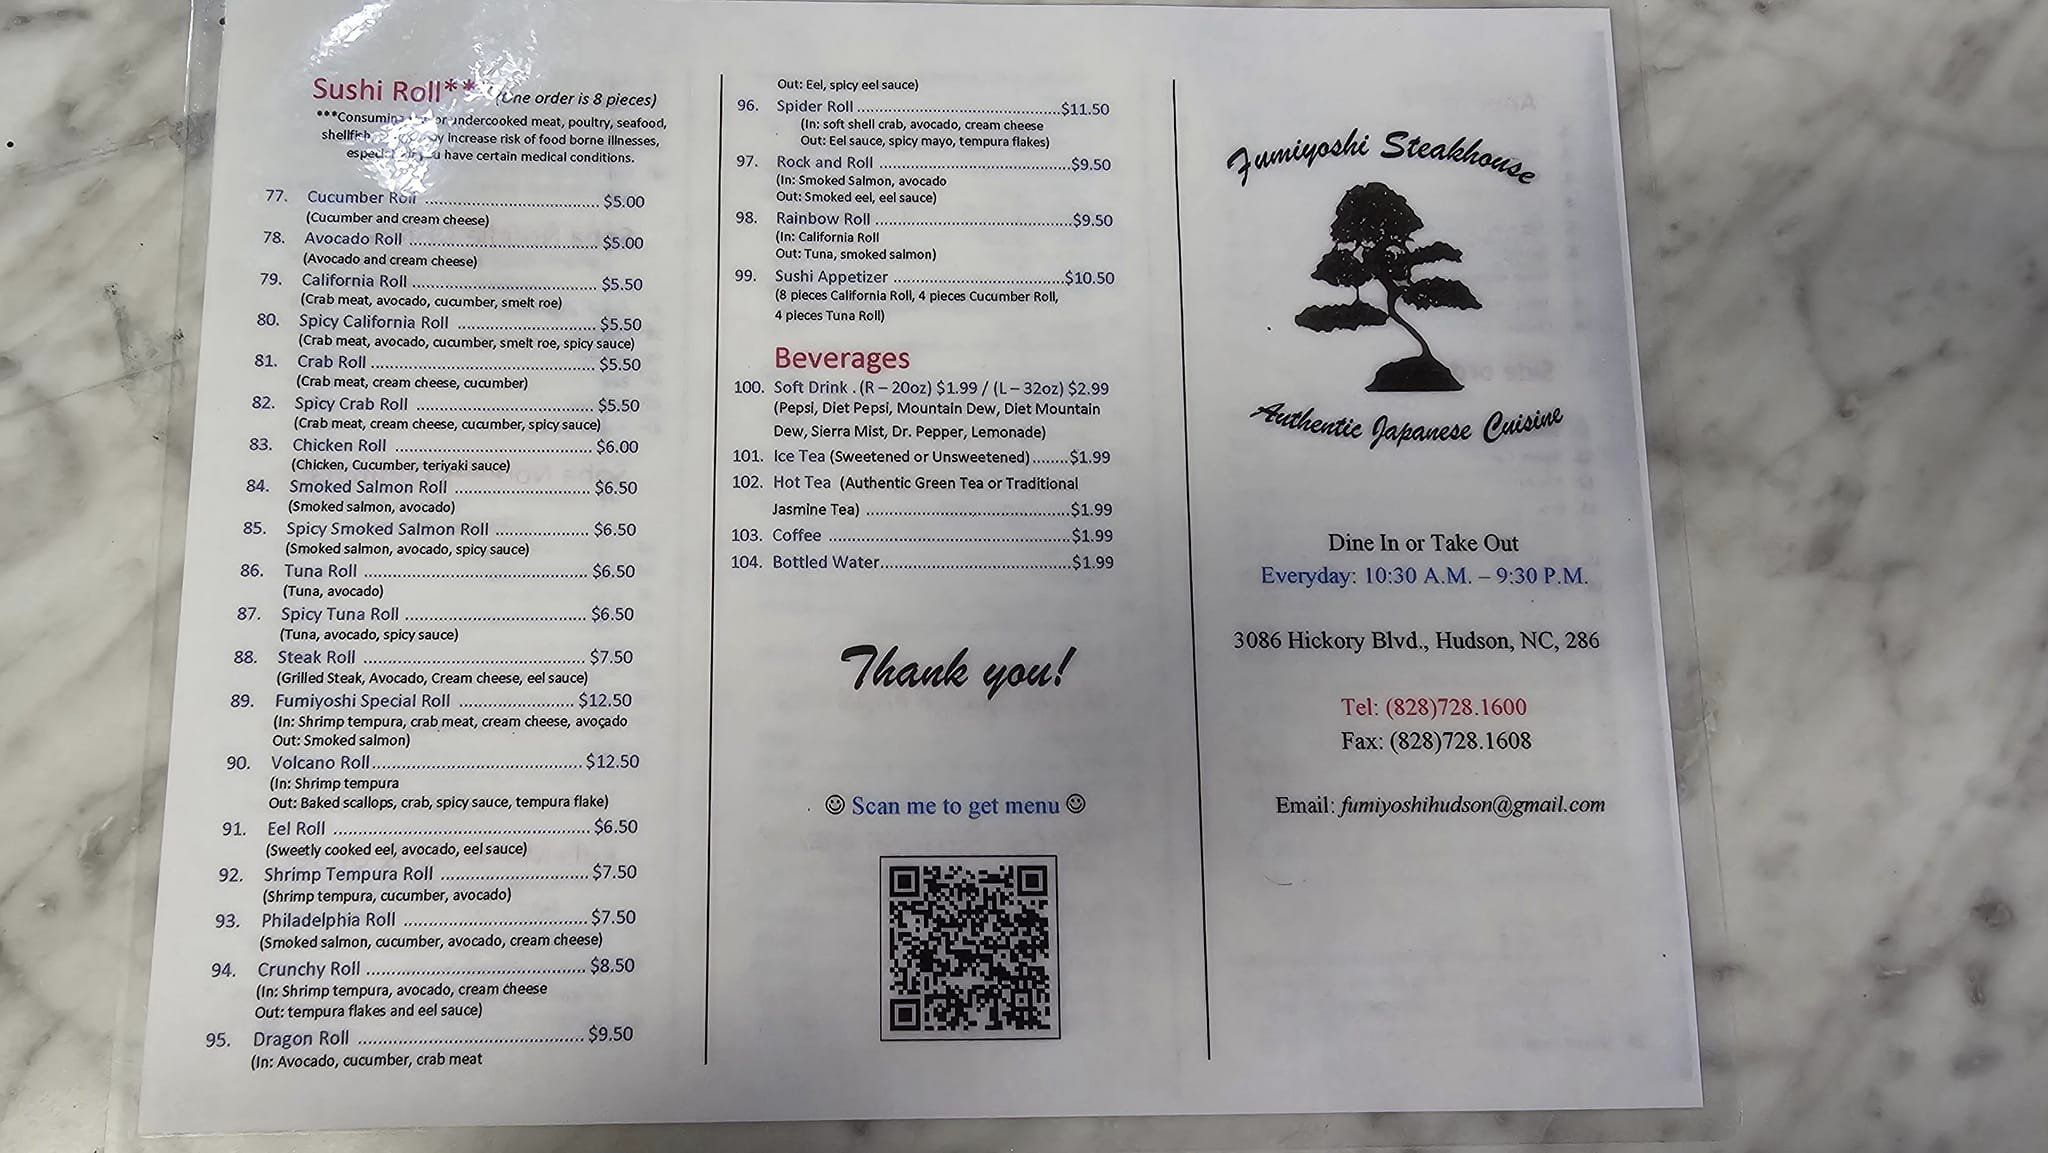 Sushi Roll** (One order is 8 pieces)
***Consuming or undercooked meat, poultry, seafood,
shellfish increase risk of food borne illnesses,
have certain medical conditions.
77. Cucumber Roll ..................................... $5.00
(Cucumber and cream cheese)
78. Avocado Roll ....................................... $5.00
(Avocado and cream cheese)
79. California Roll ...................................... $5.50
(Crab meat, avocado, cucumber, smelt roe)
80. Spicy California Roll ............................ $5.50
(Crab meat, avocado, cucumber, smelt roe, spicy sauce)
81. Crab Roll .............................................. $5.50
(Crab meat, cream cheese, cucumber)
82. Spicy Crab Roll ..................................... $5.50
(Crab meat, cream cheese, cucumber, spicy sauce)
83. Chicken Roll ......................................... $6.00
(Chicken, Cucumber, teriyaki sauce)
84. Smoked Salmon Roll ............................ $6.50
(Smoked salmon, avocado)
85. Spicy Smoked Salmon Roll ................... $6.50
(Smoked salmon, avocado, spicy sauce)
86. Tuna Roll .............................................. $6.50
(Tuna, avocado)
87. Spicy Tuna Roll ..................................... $6.50
(Tuna, avocado, spicy sauce)
88. Steak Roll ............................................. $7.50
(Grilled Steak, Avocado, Cream cheese, eel sauce)
89. Fumiyoshi Special Roll ........................ $12.50
(In: Shrimp tempura, crab meat, cream cheese, avocado
Out: Smoked salmon)
90. Volcano Roll........................................... $12.50
(In: Shrimp tempura
Out: Baked scallops, crab, spicy sauce, tempura flake)
91. Eel Roll .................................................... $6.50
(Sweetly cooked eel, avocado, eel sauce)
92. Shrimp Tempura Roll .............................. $7.50
(Shrimp tempura, cucumber, avocado)
93. Philadelphia Roll ..................................... $7.50
(Smoked salmon, cucumber, avocado, cream cheese)
94. Crunchy Roll ............................................ $8.50
(In: Shrimp tempura, avocado, cream cheese
Out: tempura flakes and eel sauce)
95. Dragon Roll ............................................. $9.50
(In: Avocado, cucumber, crab meat
Out: Eel, spicy eel sauce)
96. Spider Roll ..........................................$11.50
(In: soft shell crab, avocado, cream cheese
Out: Eel sauce, spicy mayo, tempura flakes)
97. Rock and Roll .......................................$9.50
(In: Smoked Salmon, avocado
Out: Smoked eel, eel sauce)
98. Rainbow Roll ........................................$9.50
(In: California Roll
Out: Tuna, smoked salmon)
99. Sushi Appetizer ...................................$10.50
(8 pieces California Roll, 4 pieces Cucumber Roll,
4 pieces Tuna Roll)
Beverages
100. Soft Drink . (R – 20oz) $1.99 / (L – 32oz) $2.99
(Pepsi, Diet Pepsi, Mountain Dew, Diet Mountain
Dew, Sierra Mist, Dr. Pepper, Lemonade)
101. Ice Tea (Sweetened or Unsweetened)........$1.99
102. Hot Tea (Authentic Green Tea or Traditional
Jasmine Tea) ..........................................$1.99
103. Coffee ..................................................$1.99
104. Bottled Water.......................................$1.99
Thank you!
☺ Scan me to get menu ☺
Fumiyoshi Steakhouse
Authentic Japanese Cuisine
Dine In or Take Out
Everyday: 10:30 A.M. – 9:30 P.M.
3086 Hickory Blvd., Hudson, NC, 286
Tel: (828)728.1600
Fax: (828)728.1608
Email: fumiyoshihudson@gmail.com